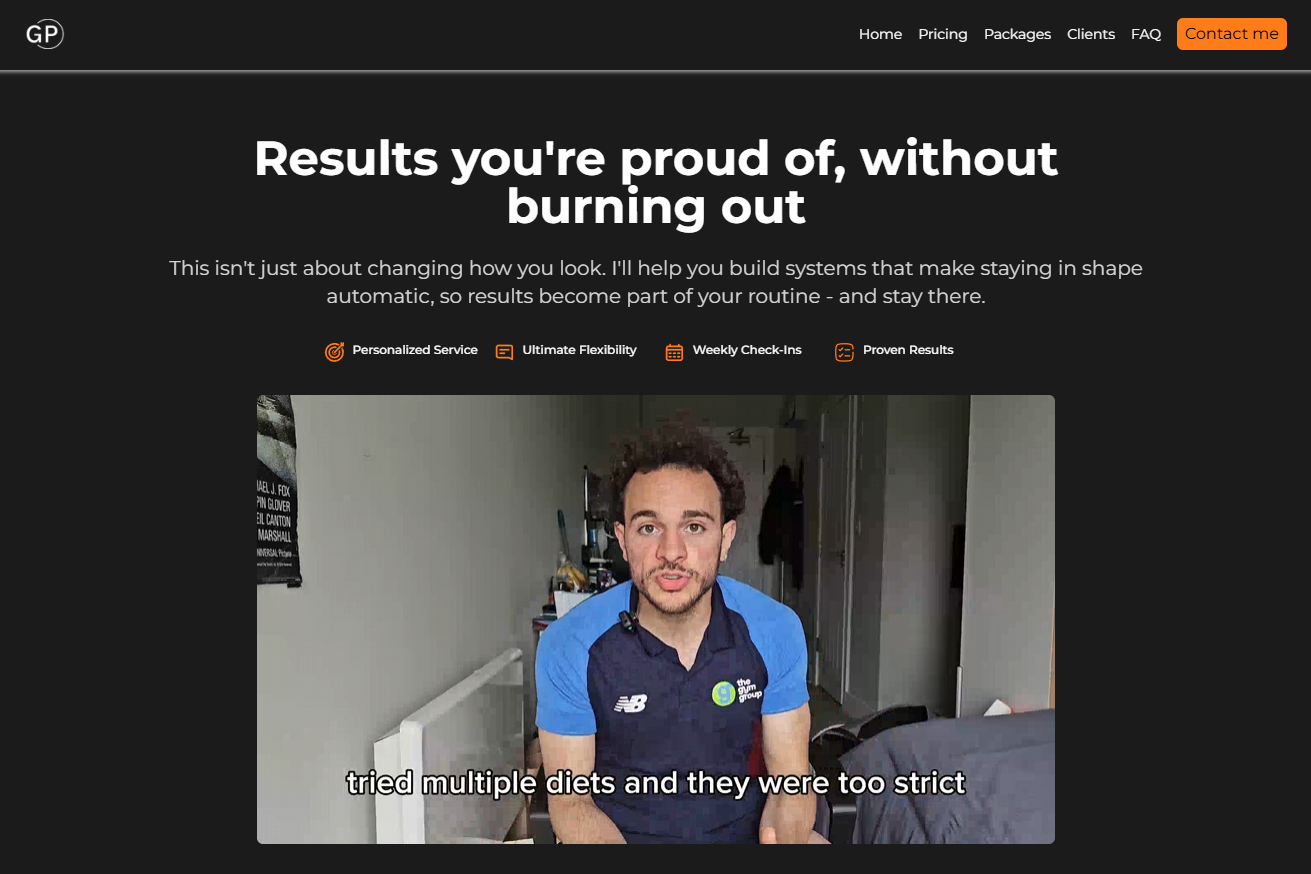 GP
Home Pricing Packages Clients FAQ Contact me
Results you're proud of, without
burning out
This isn't just about changing how you look. I'll help you build systems that make staying in shape
automatic, so results become part of your routine - and stay there.
Personalized Service Ultimate Flexibility Weekly Check-Ins Proven Results
AEL J. FOX
PIN GLOVER
EIL CANTON
MARSHALL
the
gym
group
NB
tried multiple diets and they were too strict